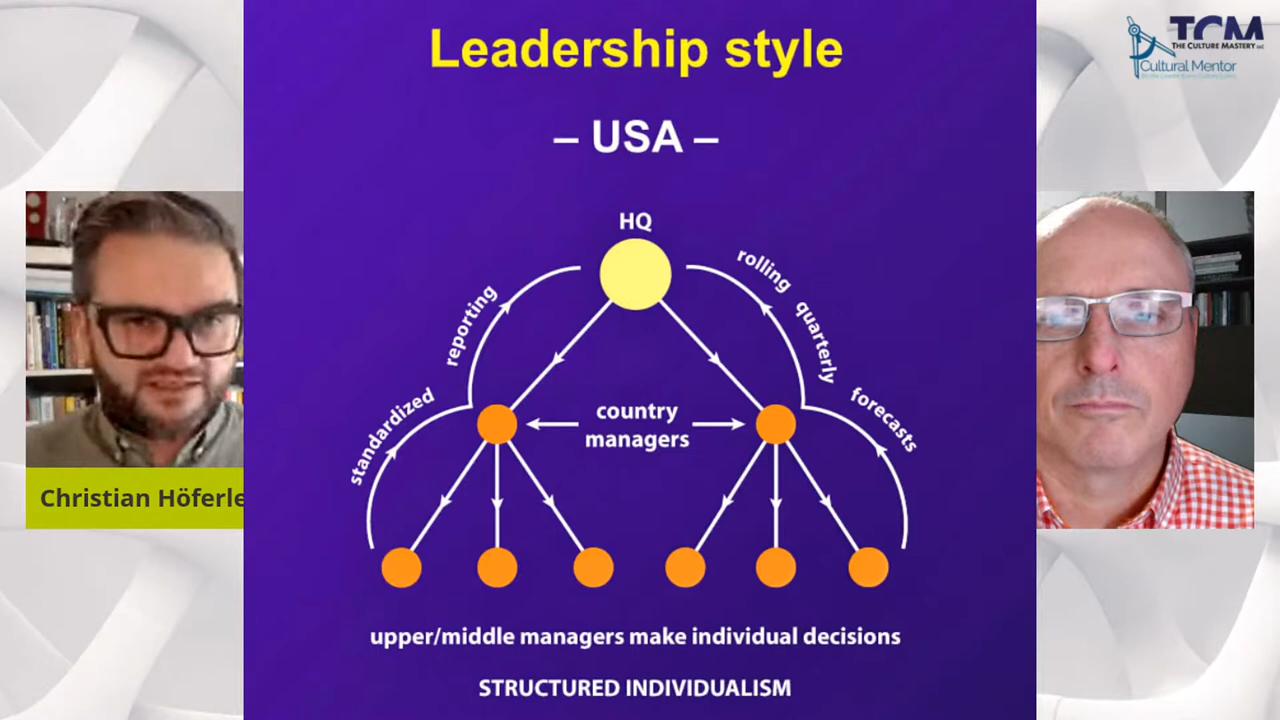 Leadership style
– USA –
HQ
standardized reporting
rolling quarterly forecasts
country
managers
upper/middle managers make individual decisions
STRUCTURED INDIVIDUALISM
Christian Höferle
TCM
THE CULTURE MASTERY LLC
Cultural Mentor